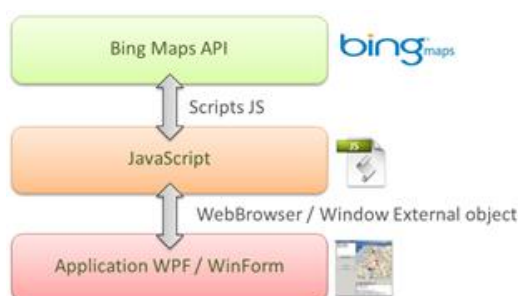 Bing Maps API
bing maps
Scripts JS
JavaScript
JS
WebBrowser / Window External object
Application WPF / WinForm